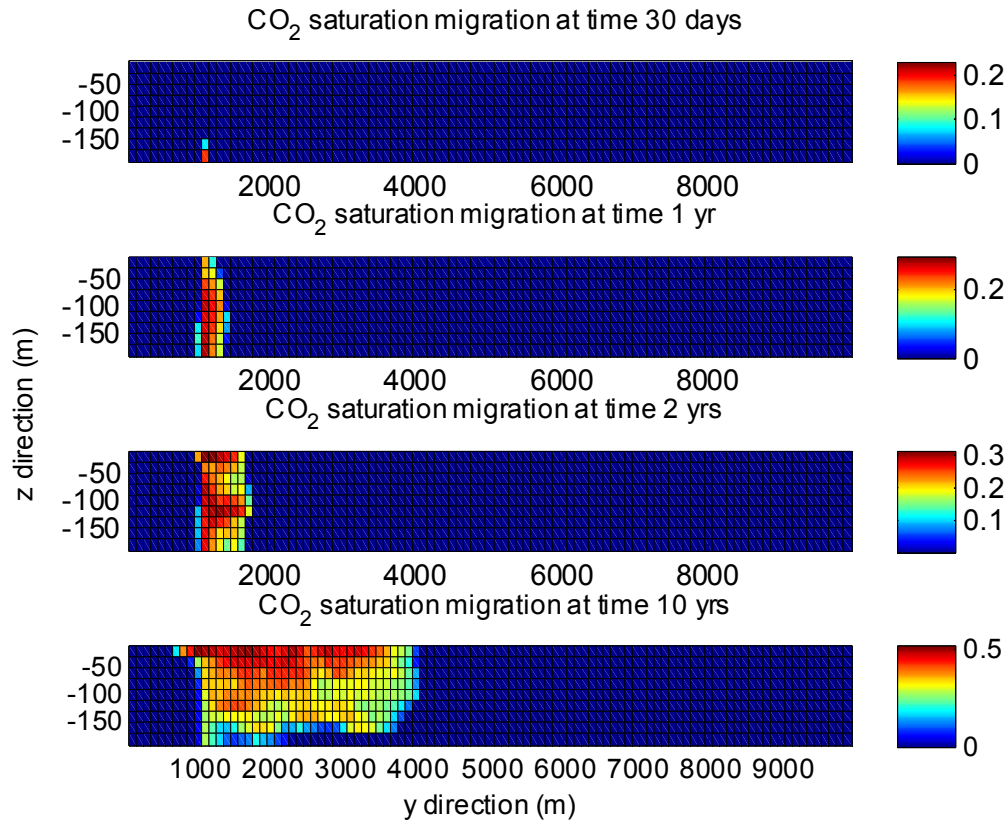 CO2 saturation migration at time 30 days
-50
-100
-150
0.2
0.1
0
2000 4000 6000 8000
CO2 saturation migration at time 1 yr
-50
-100
-150
0.2
0
2000 4000 6000 8000
CO2 saturation migration at time 2 yrs
z direction (m)
-50
-100
-150
0.3
0.2
0.1
2000 4000 6000 8000
CO2 saturation migration at time 10 yrs
-50
-100
-150
0.5
0
1000 2000 3000 4000 5000 6000 7000 8000 9000
y direction (m)